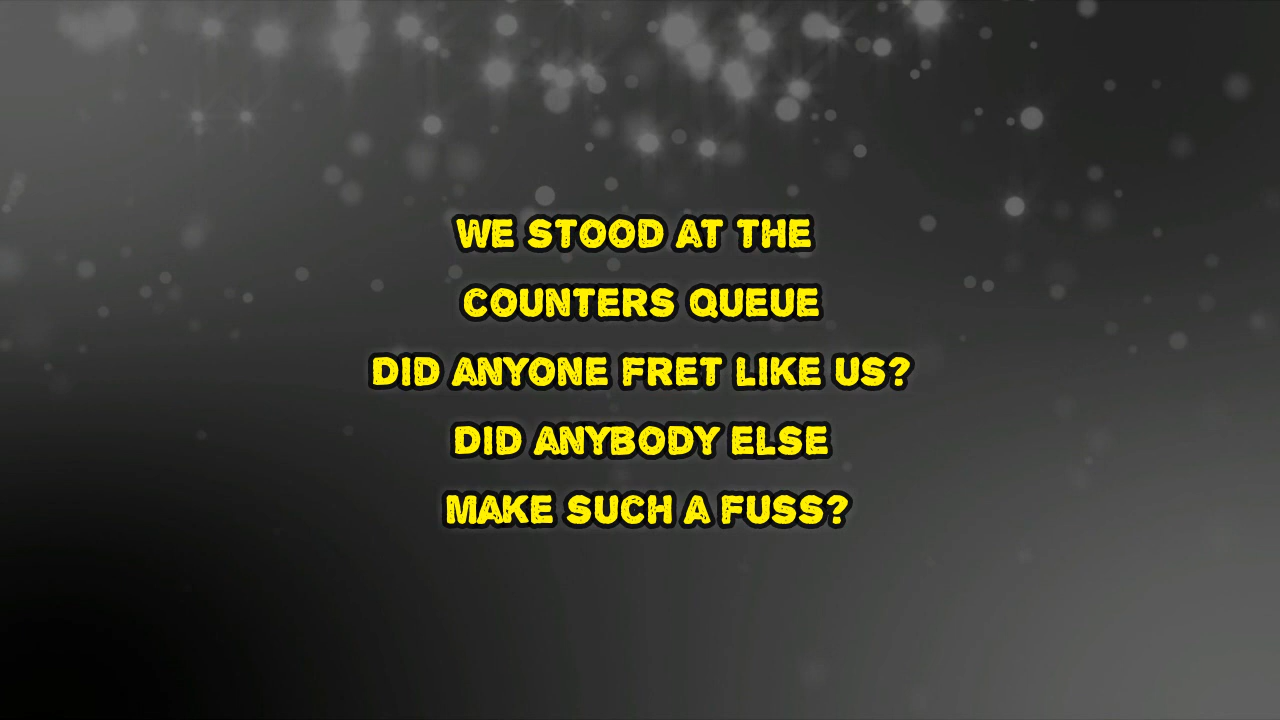 WE STOOD AT THE
COUNTERS QUEUE
DID ANYONE FRET LIKE US?
DID ANYBODY ELSE
MAKE SUCH A FUSS?